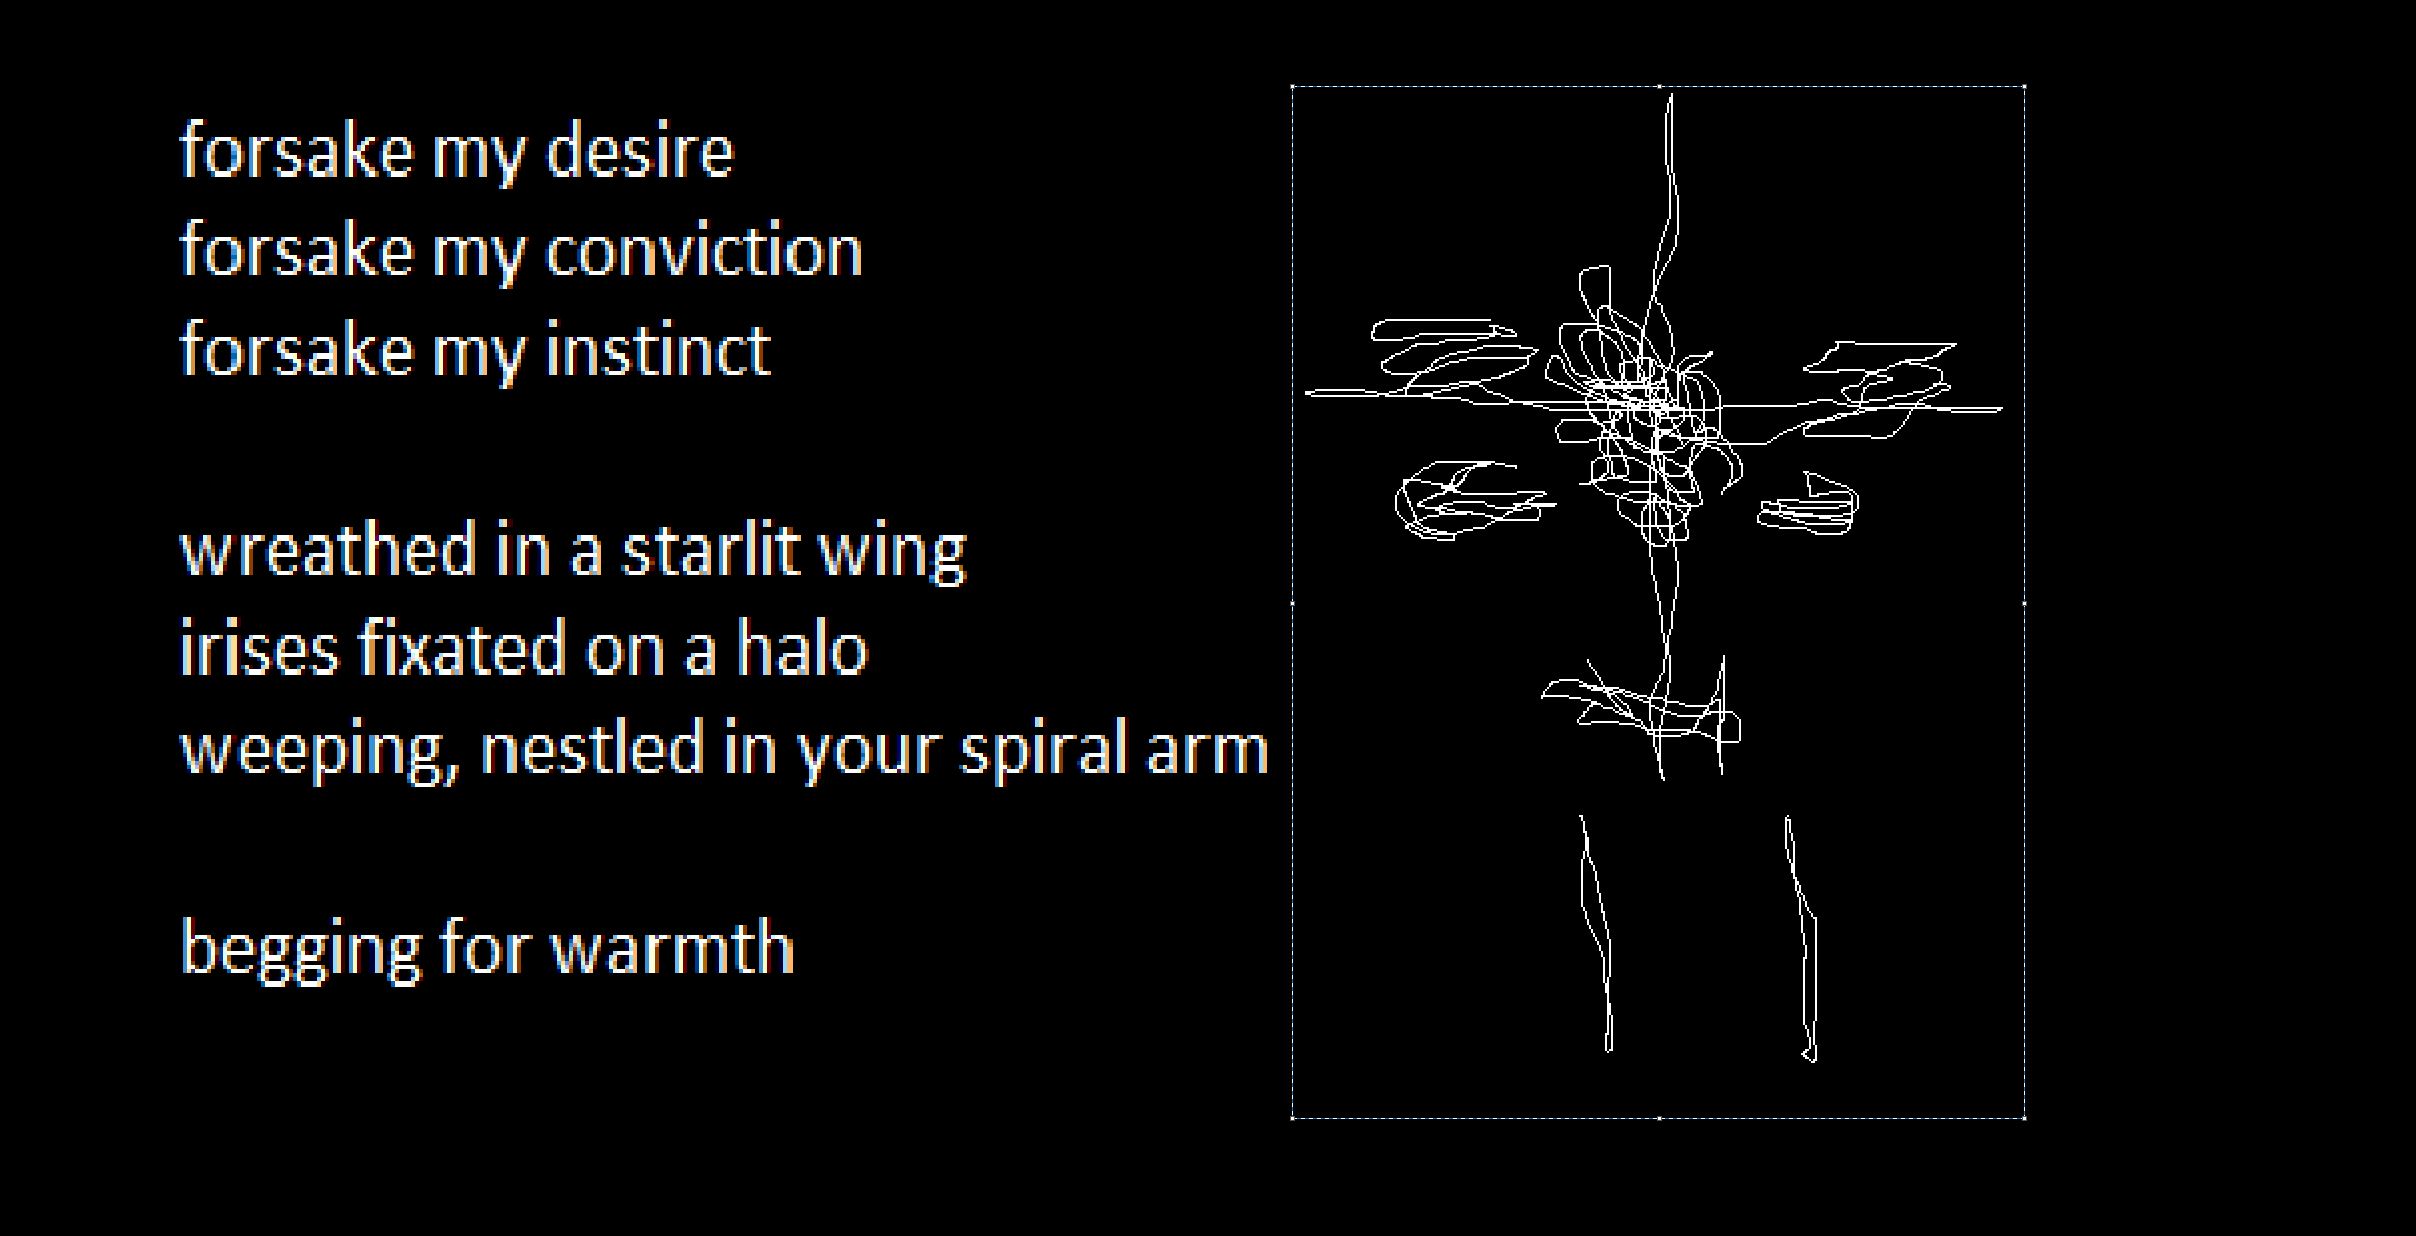 forsake my desire
forsake my conviction
forsake my instinct
wreathed in a starlit wing
irises fixated on a halo
weeping, nestled in your spiral arm
begging for warmth